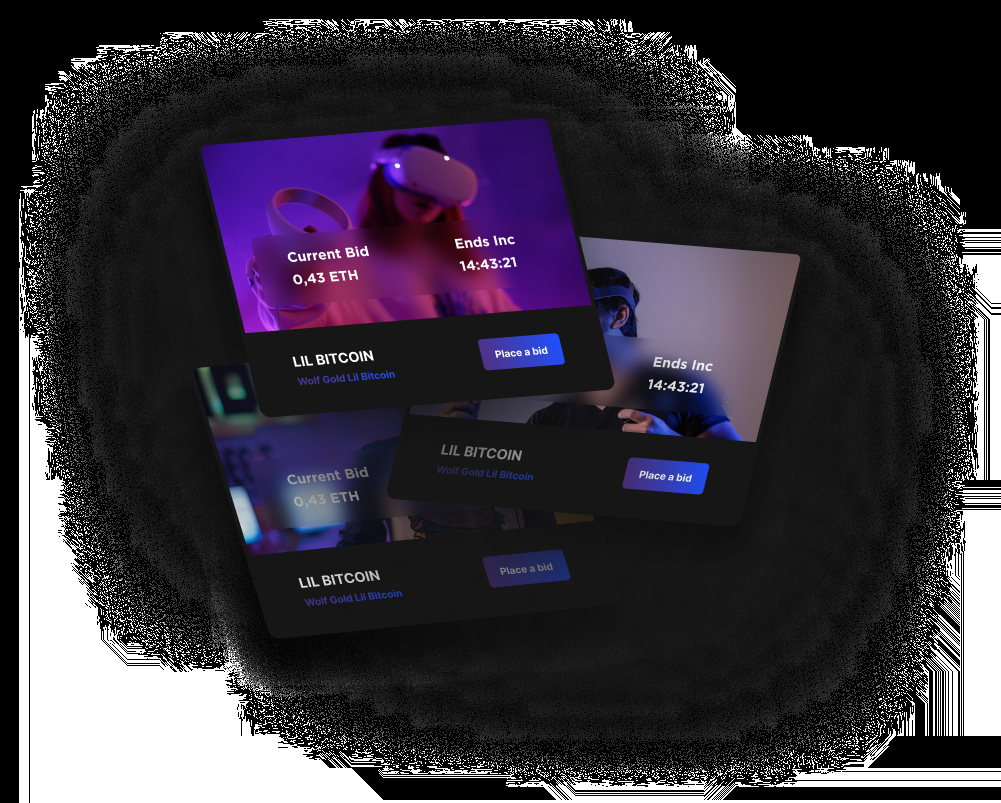 Current Bid
0,43 ETH
Ends Inc
14:43:21
LIL BITCOIN
Wolf Gold Lil Bitcoin
Place a bid
Ends Inc
14:43:21
LIL BITCOIN
Wolf Gold Lil Bitcoin
Place a bid
Current Bid
0,43 ETH
LIL BITCOIN
Wolf Gold Lil Bitcoin
Place a bid